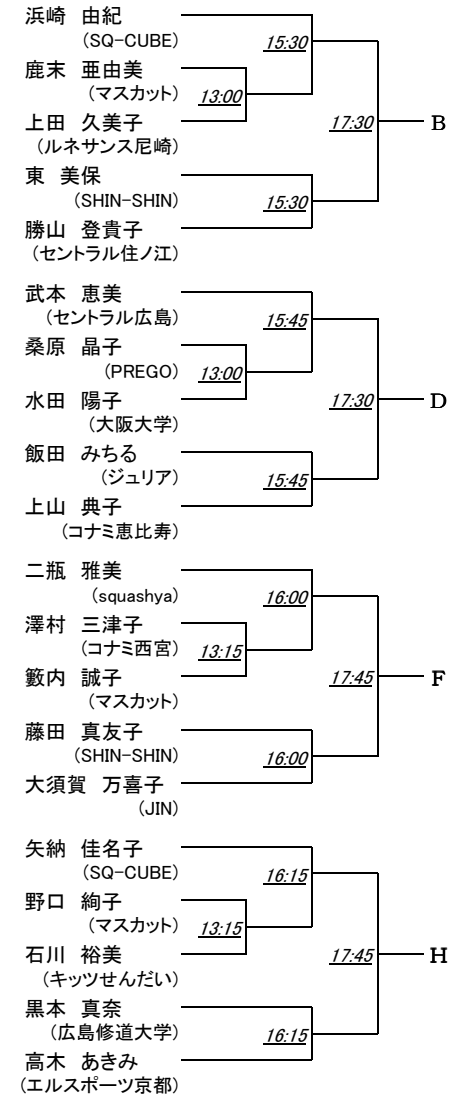 浜崎 由紀
(SQ-CUBE)
15:30
鹿末 亜由美
(マスカット)
13:00
上田 久美子
(ルネサンス尼崎)
17:30
B
東 美保
(SHIN-SHIN)
15:30
勝山 登貴子
(セントラル住ノ江)
武本 恵美
(セントラル広島)
15:45
桑原 晶子
(PREGO)
13:00
水田 陽子
(大阪大学)
17:30
D
飯田 みちる
(ジュリア)
15:45
上山 典子
(コナミ恵比寿)
二瓶 雅美
(squashya)
16:00
澤村 三津子
(コナミ西宮)
13:15
籔内 誠子
(マスカット)
17:45
F
藤田 真友子
(SHIN-SHIN)
16:00
大須賀 万喜子
(JIN)
矢納 佳名子
(SQ-CUBE)
16:15
野口 絢子
(マスカット)
13:15
石川 裕美
(キッツせんだい)
17:45
H
黒本 真奈
(広島修道大学)
16:15
高木 あきみ
(エルスポーツ京都)